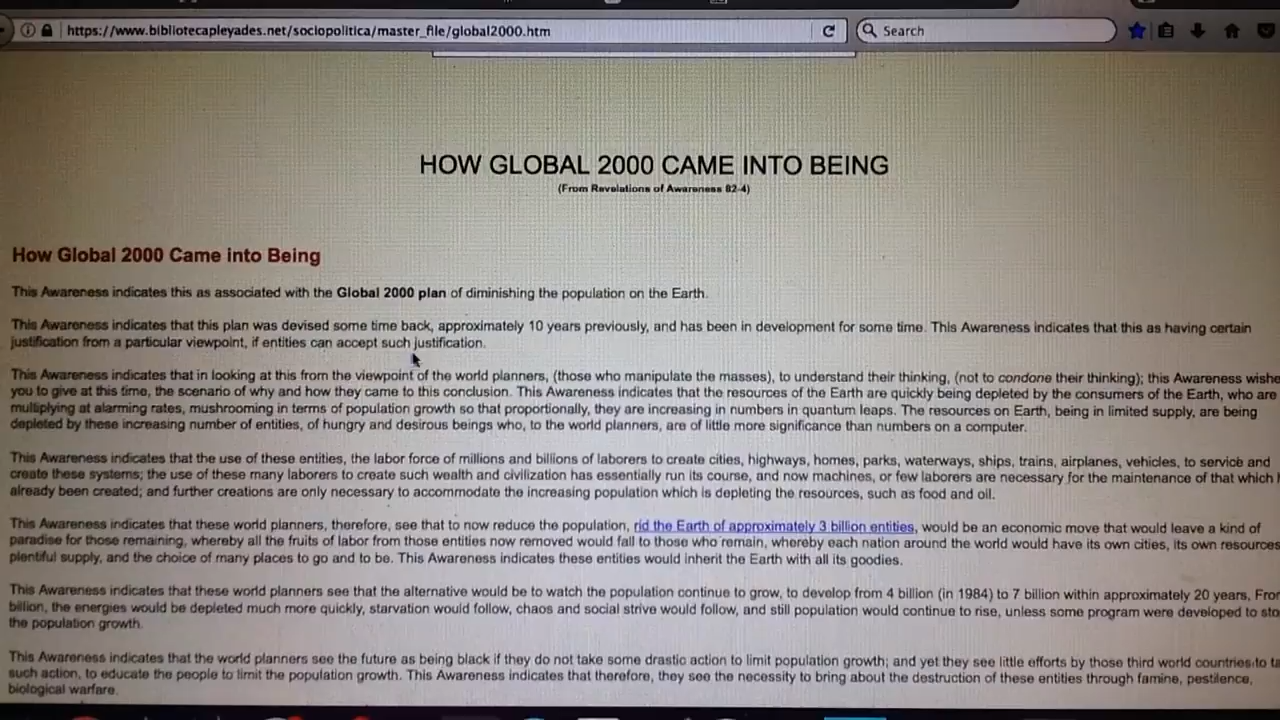 https://www.bibliotecapleyades.net/sociopolitica/master_file/global2000.htm
Search
HOW GLOBAL 2000 CAME INTO BEING
(From Revelations of Awareness 82-4)
How Global 2000 Came into Being
This Awareness indicates this as associated with the Global 2000 plan of diminishing the population on the Earth.
This Awareness indicates that this plan was devised some time back, approximately 10 years previously, and has been in development for some time. This Awareness indicates that this as having certain
justification from a particular viewpoint, if entities can accept such justification.
This Awareness indicates that in looking at this from the viewpoint of the world planners, (those who manipulate the masses), to understand their thinking, (not to condone their thinking); this Awareness wishe
you to give at this time, the scenario of why and how they came to this conclusion. This Awareness indicates that the resources of the Earth are quickly being depleted by the consumers of the Earth, who are
multiplying at alarming rates, mushrooming in terms of population growth so that proportionally, they are increasing in numbers in quantum leaps. The resources on Earth, being in limited supply, are being
depleted by these increasing number of entities, of hungry and desirous beings who, to the world planners, are of little more significance than numbers on a computer.
This Awareness indicates that the use of these entities, the labor force of millions and billions of laborers to create cities, highways, homes, parks, waterways, ships, trains, airplanes, vehicles, to service and
create these systems; the use of these many laborers to create such wealth and civilization has essentially run its course, and now machines, or few laborers are necessary for the maintenance of that which
already been created; and further creations are only necessary to accommodate the increasing population which is depleting the resources, such as food and oil.
This Awareness indicates that these world planners, therefore, see that to now reduce the population, rid the Earth of approximately 3 billion entities, would be an economic move that would leave a kind of
paradise for those remaining, whereby all the fruits of labor from those entities now removed would fall to those who remain, whereby each nation around the world would have its own cities, its own resources
plentiful supply, and the choice of many places to go and to be. This Awareness indicates these entities would inherit the Earth with all its goodies.
This Awareness indicates that these world planners see that the alternative would be to watch the population continue to grow, to develop from 4 billion (in 1984) to 7 billion within approximately 20 years, Fro
billion, the energies would be depleted much more quickly, starvation would follow, chaos and social strive would follow, and still population would continue to rise, unless some program were developed to sto
the population growth.
This Awareness indicates that the world planners see the future as being black if they do not take some drastic action to limit population growth; and yet they see little efforts by those third world countries to ta
such action, to educate the people to limit the population growth. This Awareness indicates that therefore, they see the necessity to bring about the destruction of these entities through famine, pestilence,
biological warfare.